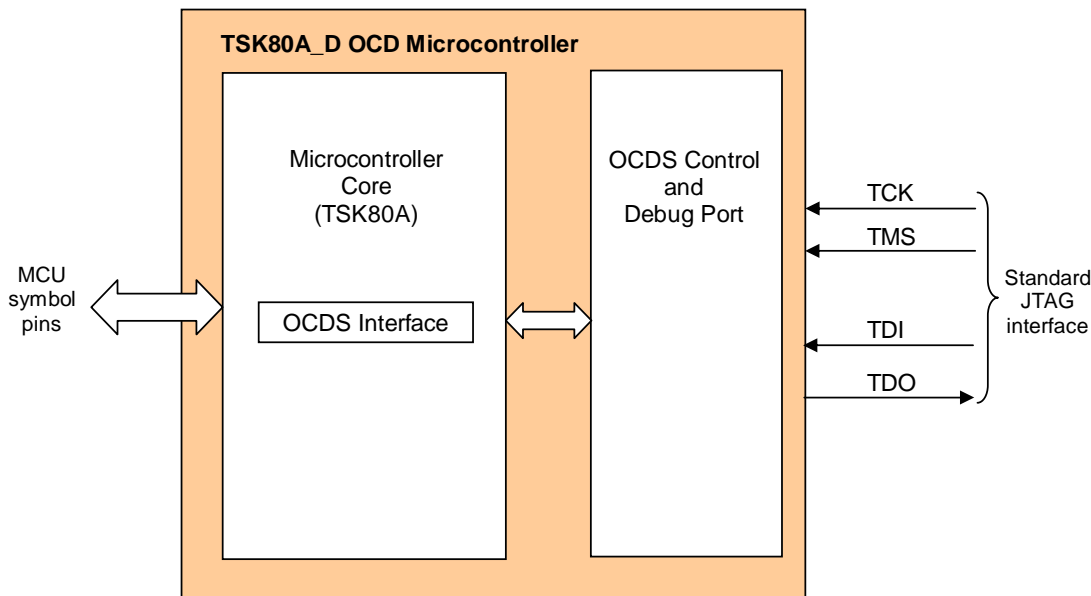 TSK80A_D OCD Microcontroller
Microcontroller
Core
(TSK80A)
OCDS Interface
OCDS Control
and
Debug Port
MCU
symbol
pins
TCK
TMS
TDI
TDO
Standard
JTAG
interface